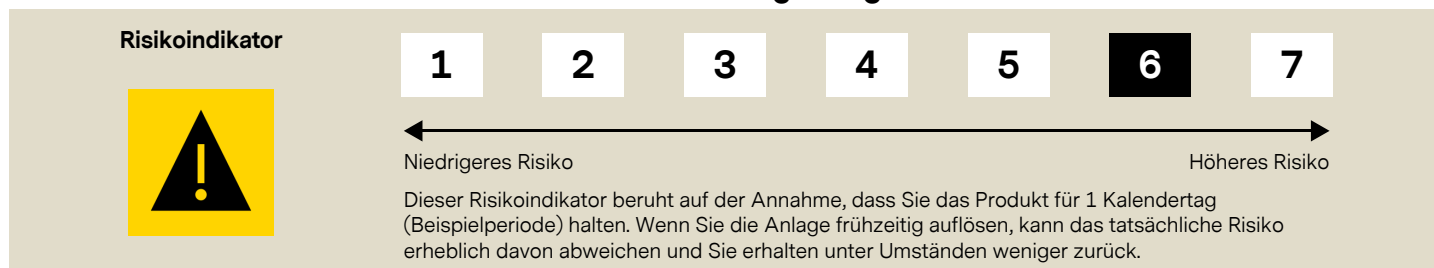 Risikoindikator
1 2 3 4 5 6 7
Niedrigeres Risiko Höheres Risiko
Dieser Risikoindikator beruht auf der Annahme, dass Sie das Produkt für 1 Kalendertag
(Beispielperiode) halten. Wenn Sie die Anlage frühzeitig auflösen, kann das tatsächliche Risiko
erheblich davon abweichen und Sie erhalten unter Umständen weniger zurück.